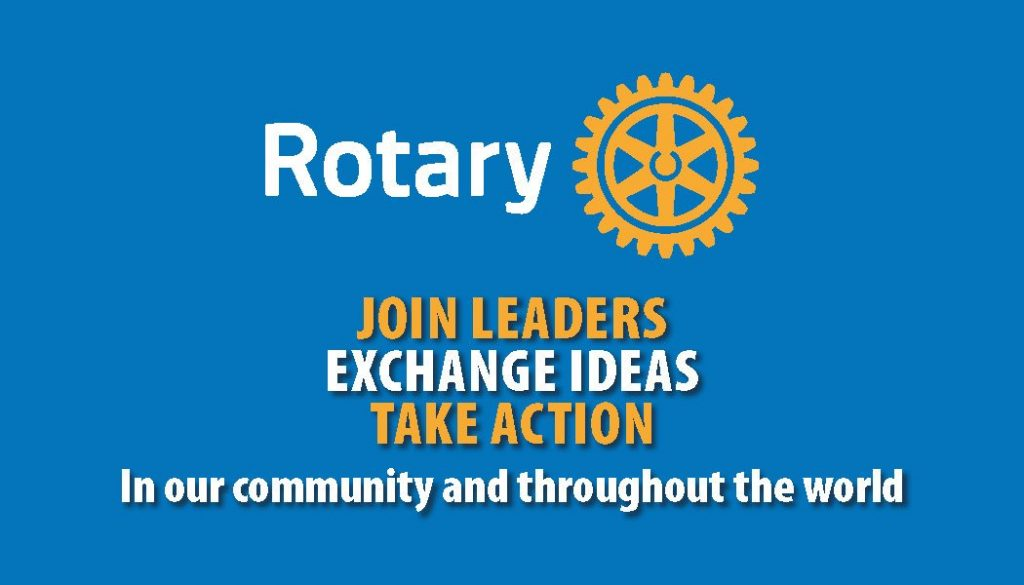 Rotary
JOIN LEADERS
EXCHANGE IDEAS
TAKE ACTION
In our community and throughout the world